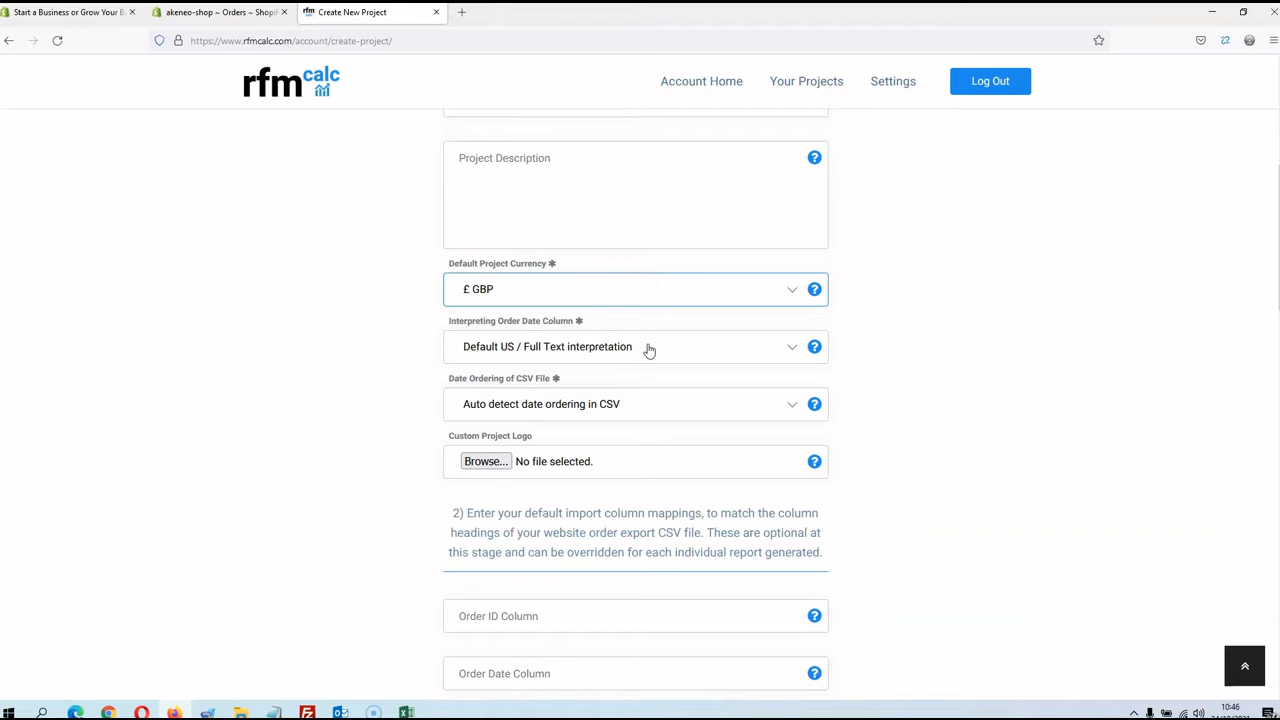 Start a Business or Grow Your B
akeneo-shop ~ Orders ~ Shopif
rfm
calc
Create New Project
https://www.rfmcalc.com/account/create-project/
rfm calc
Account Home
Your Projects
Settings
Log Out
Project Description
?
Default Project Currency ✱
£ GBP
?
Interpreting Order Date Column ✱
Default US / Full Text interpretation
?
Date Ordering of CSV File ✱
Auto detect date ordering in CSV
?
Custom Project Logo
Browse... No file selected.
?
2) Enter your default import column mappings, to match the column
headings of your website order export CSV file. These are optional at
this stage and can be overridden for each individual report generated.
Order ID Column
?
Order Date Column
?
10:46